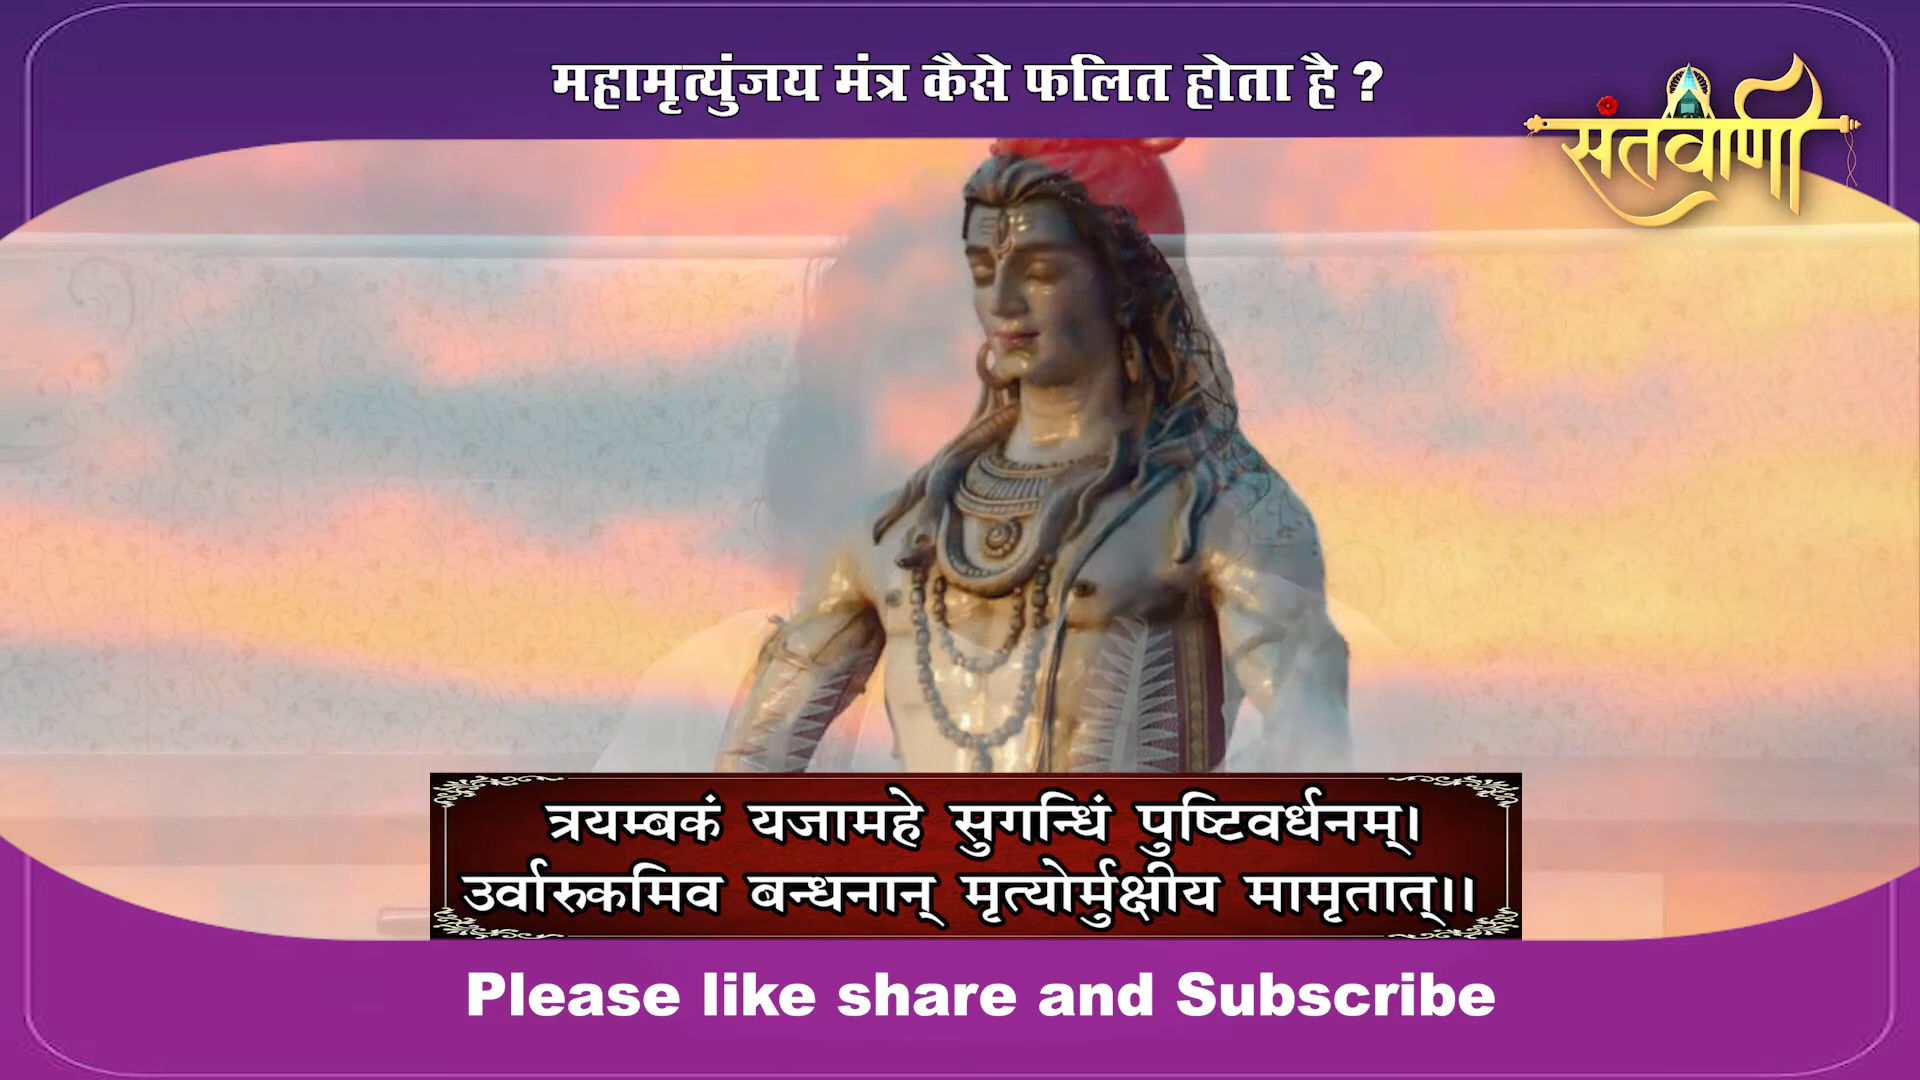 महामृत्युंजय मंत्र कैसे फलित होता है ?
संतवाणी
त्रयम्बकं यजामहे सुगन्धिं पुष्टिवर्धनम्।
उर्वारुकमिव बन्धनान् मृत्योर्मुक्षीय मामृतात्।।
Please like share and Subscribe